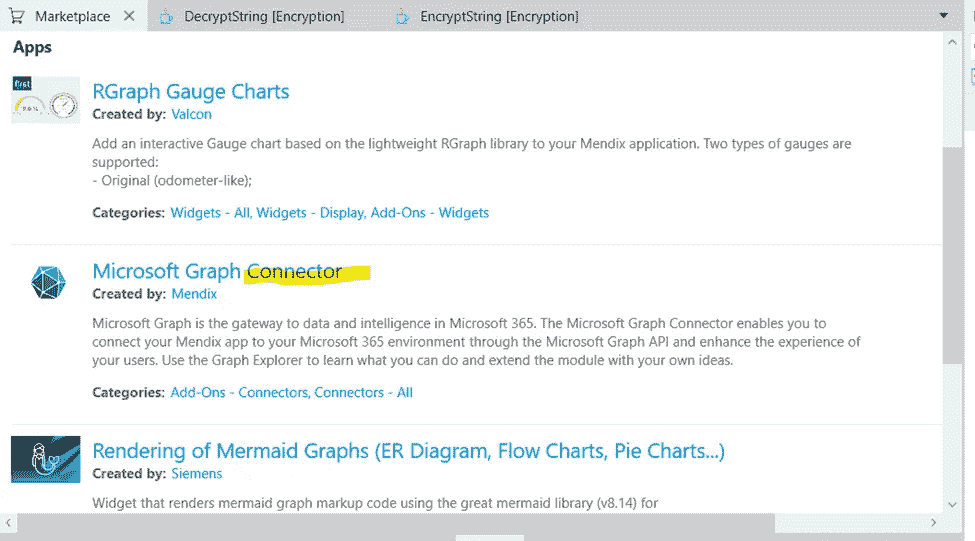 Marketplace
DecryptString [Encryption]
EncryptString [Encryption]
Apps
first
RGraph Gauge Charts
Created by: Valcon
Add an interactive Gauge chart based on the lightweight RGraph library to your Mendix application. Two types of gauges are
supported:
- Original (odometer-like);
Categories: Widgets - All, Widgets - Display, Add-Ons - Widgets
Microsoft Graph Connector
Created by: Mendix
Microsoft Graph is the gateway to data and intelligence in Microsoft 365. The Microsoft Graph Connector enables you to
connect your Mendix app to your Microsoft 365 environment through the Microsoft Graph API and enhance the experience of
your users. Use the Graph Explorer to learn what you can do and extend the module with your own ideas.
Categories: Add-Ons - Connectors, Connectors - All
Rendering of Mermaid Graphs (ER Diagram, Flow Charts, Pie Charts...)
Created by: Siemens
Widget that renders mermaid graph markup code using the great mermaid library (v8.14) for